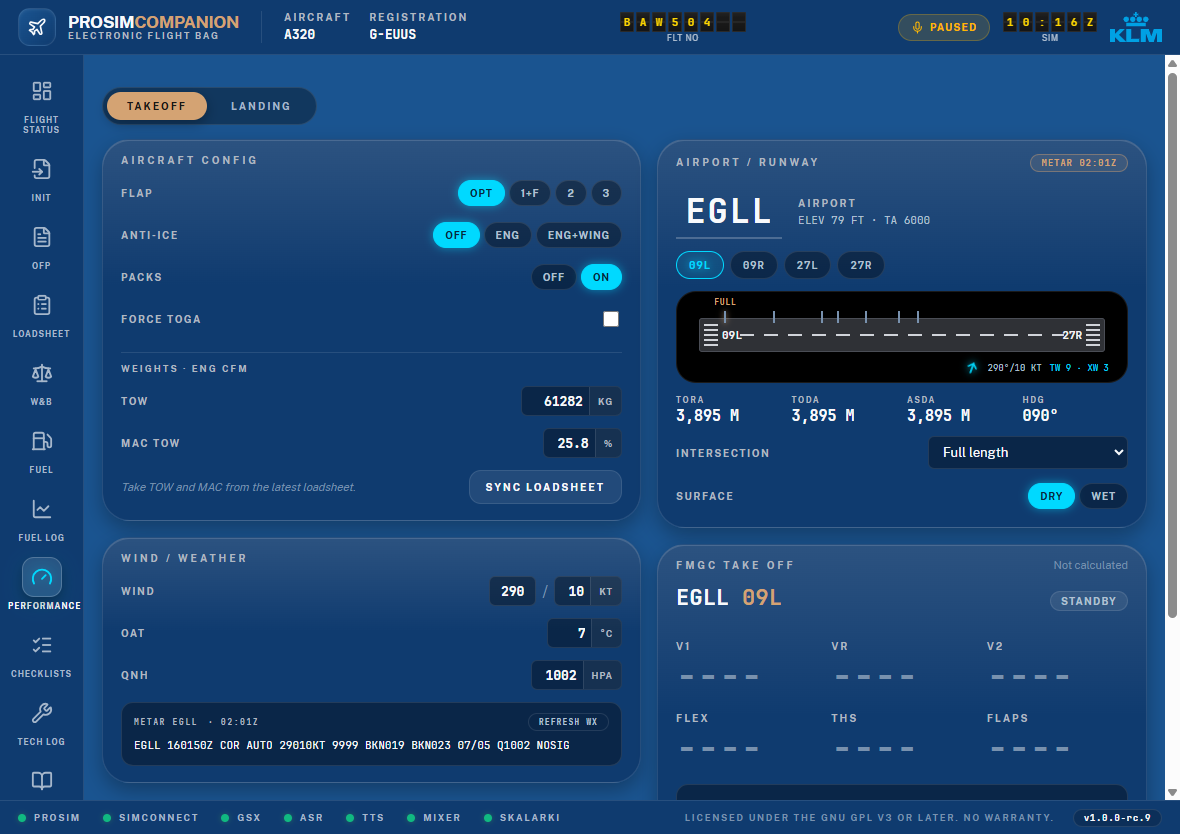 PROSIMCOMPANION
ELECTRONIC FLIGHT BAG
AIRCRAFT
A320
REGISTRATION
G-EUUS
BAW504
FLT NO
PAUSED
10:16Z
SIM
KLM
FLIGHT STATUS
INIT
OFP
LOADSHEET
W&B
FUEL
FUEL LOG
PERFORMANCE
CHECKLISTS
TECH LOG
TAKEOFF LANDING
AIRCRAFT CONFIG
FLAP OPT 1+F 2 3
ANTI-ICE OFF ENG ENG+WING
PACKS OFF ON
FORCE TOGA
WEIGHTS · ENG CFM
TOW 61282 KG
MAC TOW 25.8 %
Take TOW and MAC from the latest loadsheet. SYNC LOADSHEET
WIND / WEATHER
WIND 290 / 10 KT
OAT 7 °C
QNH 1002 HPA
METAR EGLL · 02:01Z REFRESH WX
EGLL 160150Z COR AUTO 29010KT 9999 BKN019 BKN023 07/05 Q1002 NOSIG
AIRPORT / RUNWAY METAR 02:01Z
EGLL
AIRPORT
ELEV 79 FT · TA 6000
09L 09R 27L 27R
FULL
09L 27R
290°/10 KT TW 9 · XW 3
TORA TODA ASDA HDG
3,895 M 3,895 M 3,895 M 090°
INTERSECTION Full length
SURFACE DRY WET
FMGC TAKE OFF Not calculated
EGLL 09L STANDBY
V1 VR V2
---- ---- ----
FLEX THS FLAPS
---- ---- ----
PROSIM SIMCONNECT GSX ASR TTS MIXER SKALARKI
LICENSED UNDER THE GNU GPL V3 OR LATER. NO WARRANTY. v1.0.0-rc.9